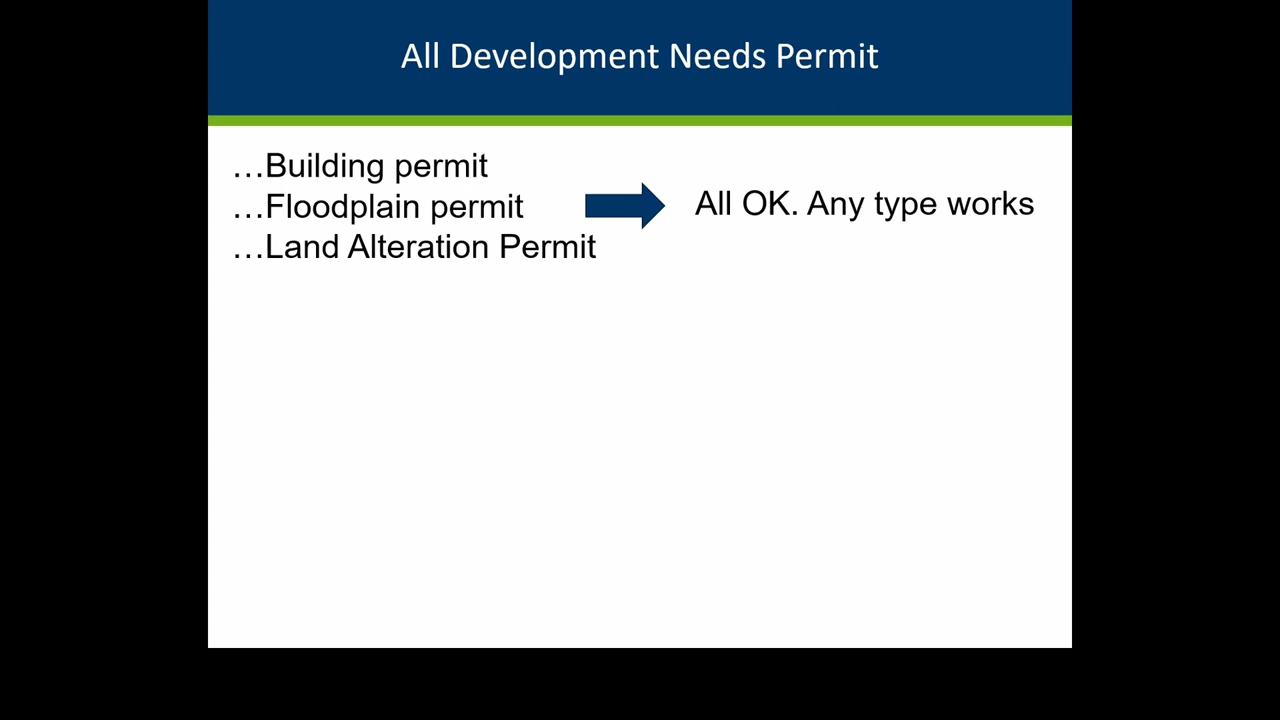 All Development Needs Permit
…Building permit
…Floodplain permit
…Land Alteration Permit
All OK. Any type works